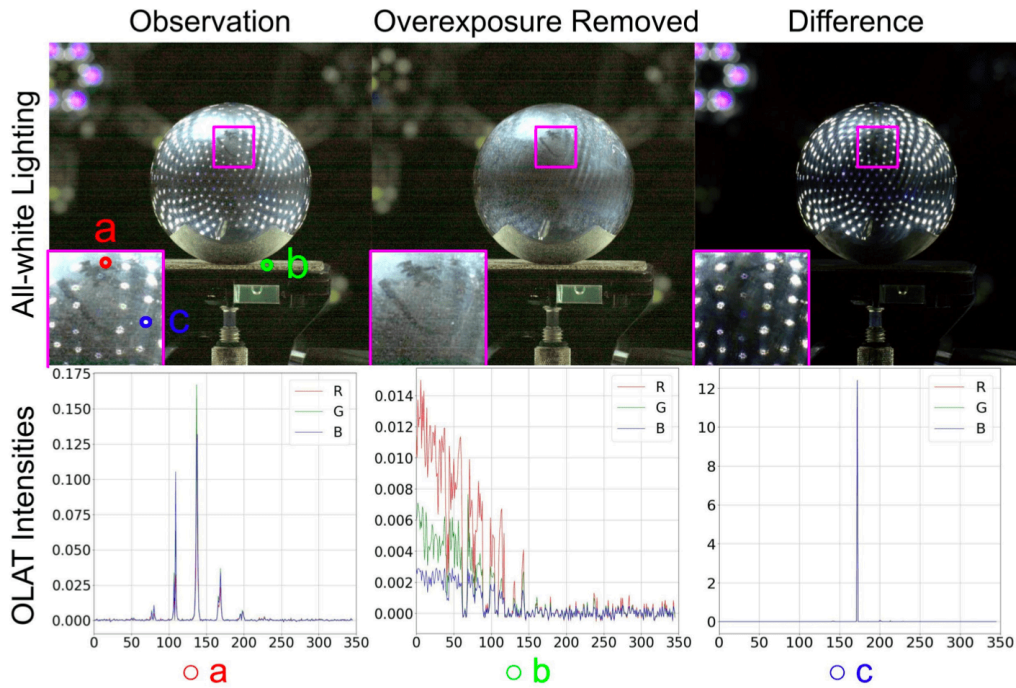 Observation Overexposure Removed Difference
All-white Lighting
a
b
c
OLAT Intensities
0.175
0.150
0.125
0.100
0.075
0.050
0.025
0.000
0 50 100 150 200 250 300 350
R
G
B
0.014
0.012
0.010
0.008
0.006
0.004
0.002
0.000
0 50 100 150 200 250 300 350
R
G
B
12
10
8
6
4
2
0
0 50 100 150 200 250 300 350
R
G
B
a b c